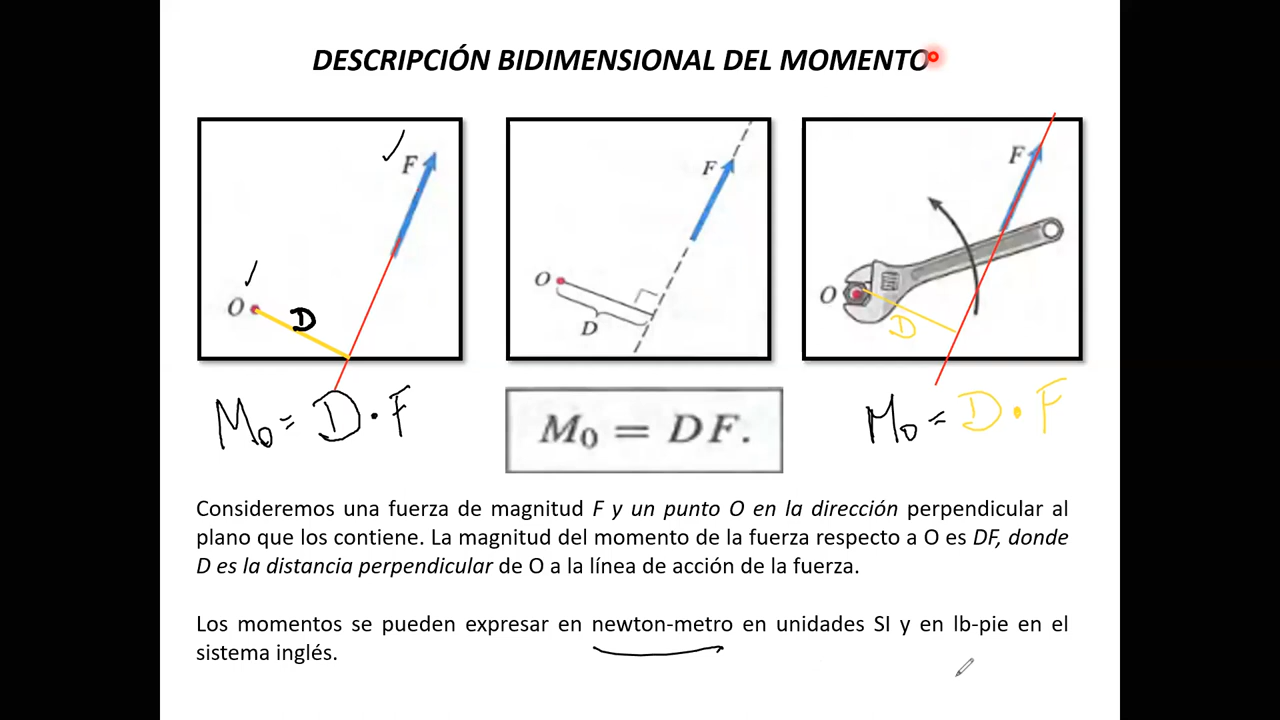 DESCRIPCIÓN BIDIMENSIONAL DEL MOMENTO
F
O
D
F
O
D
F
O
D
M₀ = D · F
M₀ = DF.
M₀ = D · F
Consideremos una fuerza de magnitud F y un punto O en la dirección perpendicular al
plano que los contiene. La magnitud del momento de la fuerza respecto a O es DF, donde
D es la distancia perpendicular de O a la línea de acción de la fuerza.
Los momentos se pueden expresar en newton-metro en unidades SI y en lb-pie en el
sistema inglés.